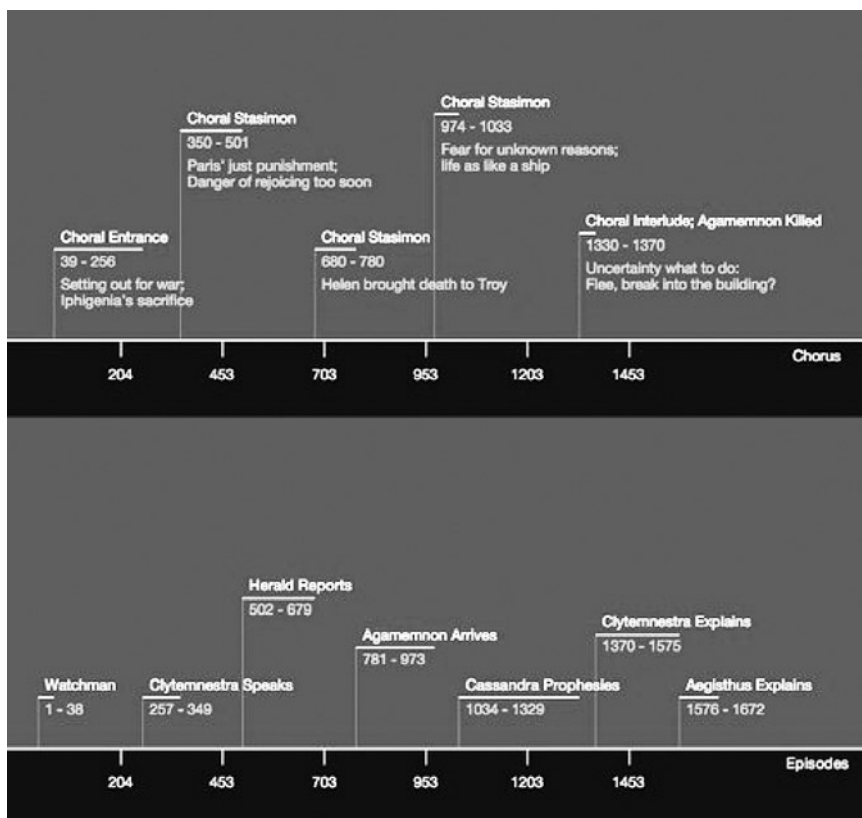 Choral Stasimon
974 - 1033
Fear for unknown reasons;
life as like a ship
Choral Stasimon
350 - 501
Paris' just punishment;
Danger of rejoicing too soon
Choral Entrance
39 - 256
Setting out for war;
Iphigenia's sacrifice
Choral Stasimon
680 - 780
Helen brought death to Troy
Choral Interlude; Agamemnon Killed
1330 - 1370
Uncertainty what to do:
Flee, break into the building?
Chorus
204 453 703 953 1203 1453
Herald Reports
502 - 679
Agamemnon Arrives
781 - 973
Clytemnestra Explains
1370 - 1575
Watchman
1 - 38
Clytemnestra Speaks
257 - 349
Cassandra Prophesies
1034 - 1329
Aegisthus Explains
1576 - 1672
Episodes
204 453 703 953 1203 1453